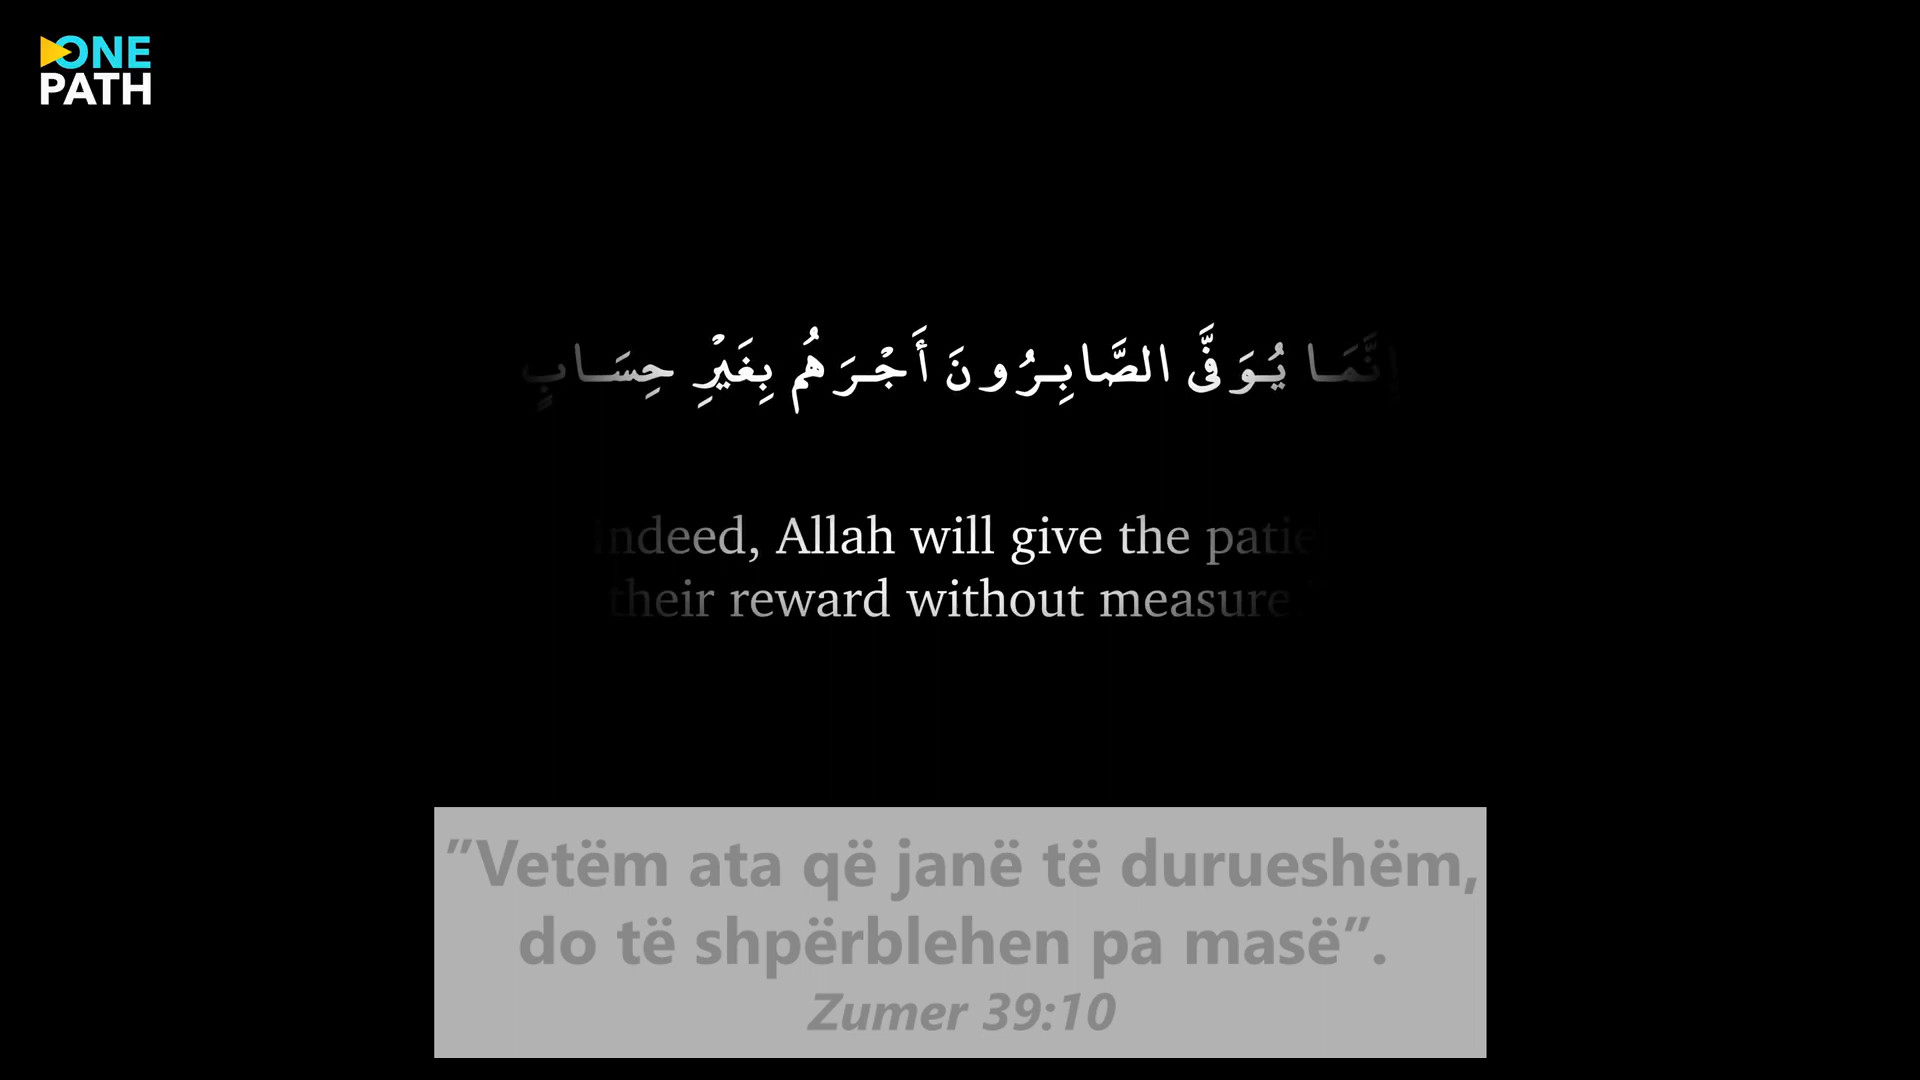 ONE
PATH
إِنَّمَا يُوَفَّى الصَّابِرُونَ أَجْرَهُم بِغَيْرِ حِسَابٍ
indeed, Allah will give the
their reward without measure
”Vetëm ata që janë të durueshëm,
do të shpërblehen pa masë”.
Zumer 39:10